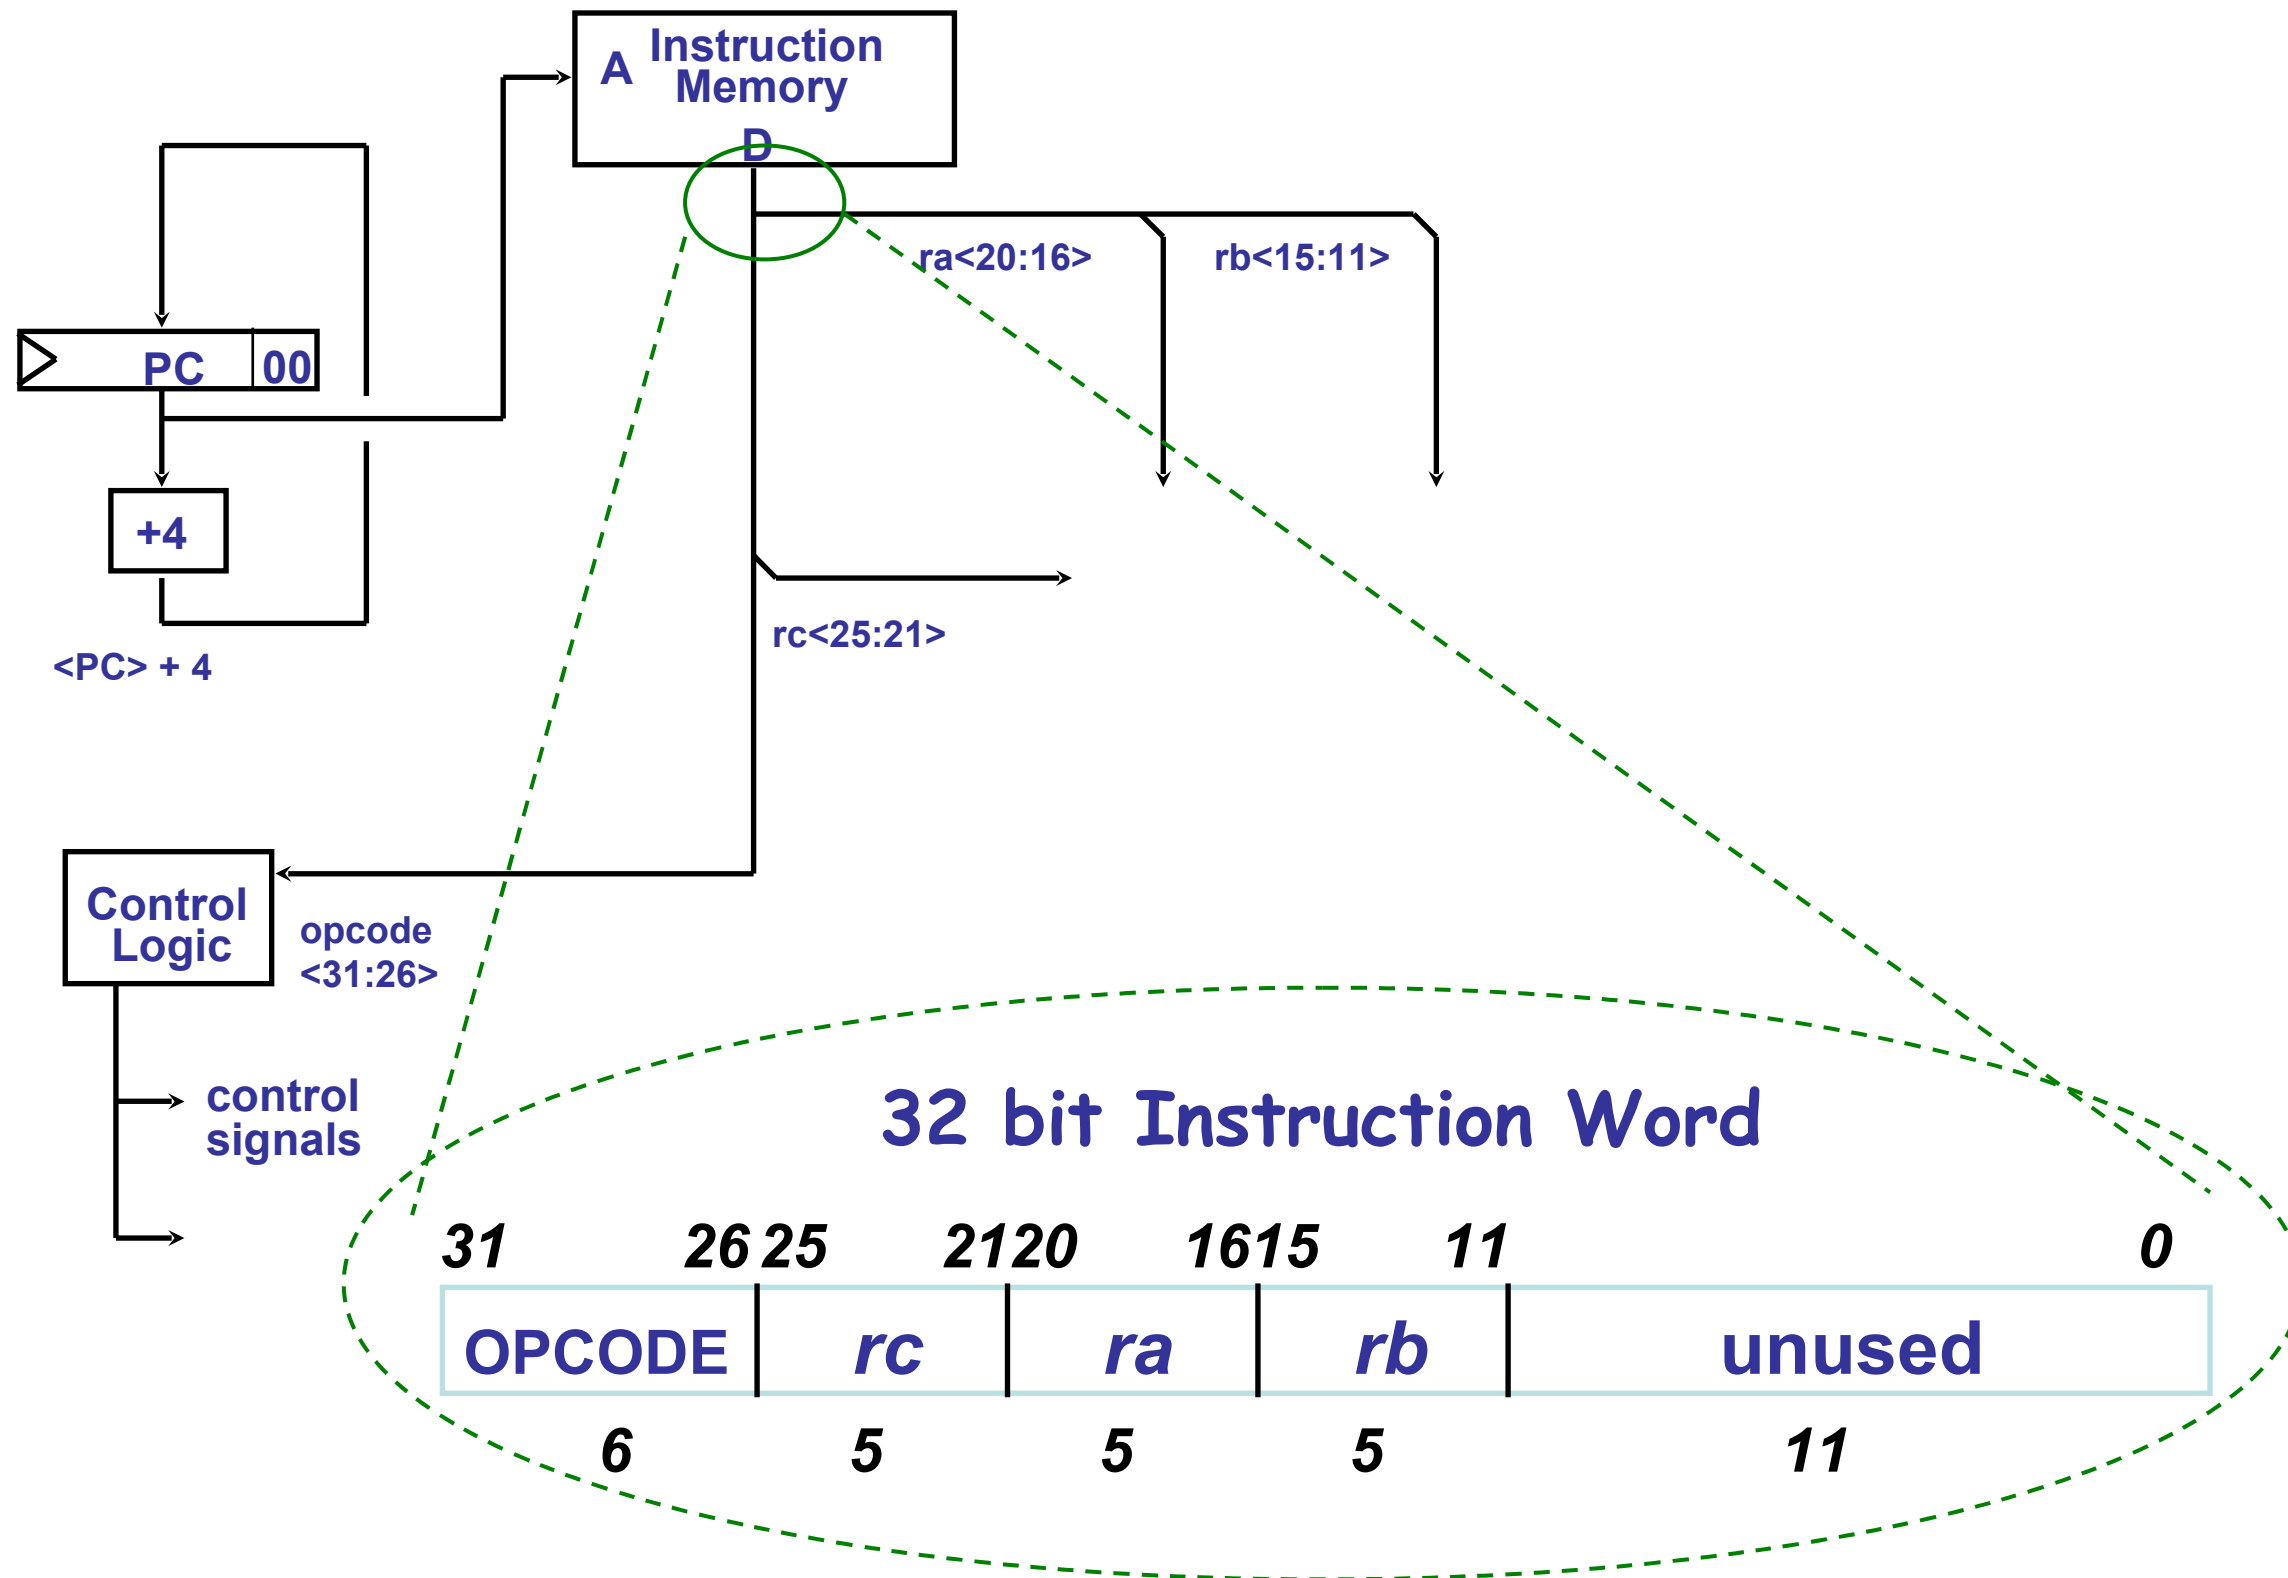 Instruction
A Memory
D
ra<20:16> rb<15:11>
PC 00
+4
rc<25:21>
<PC> + 4
Control
Logic
opcode
<31:26>
control
signals
32 bit Instruction Word
31 26 25 21 20 16 15 11 0
OPCODE rc ra rb unused
6 5 5 5 11